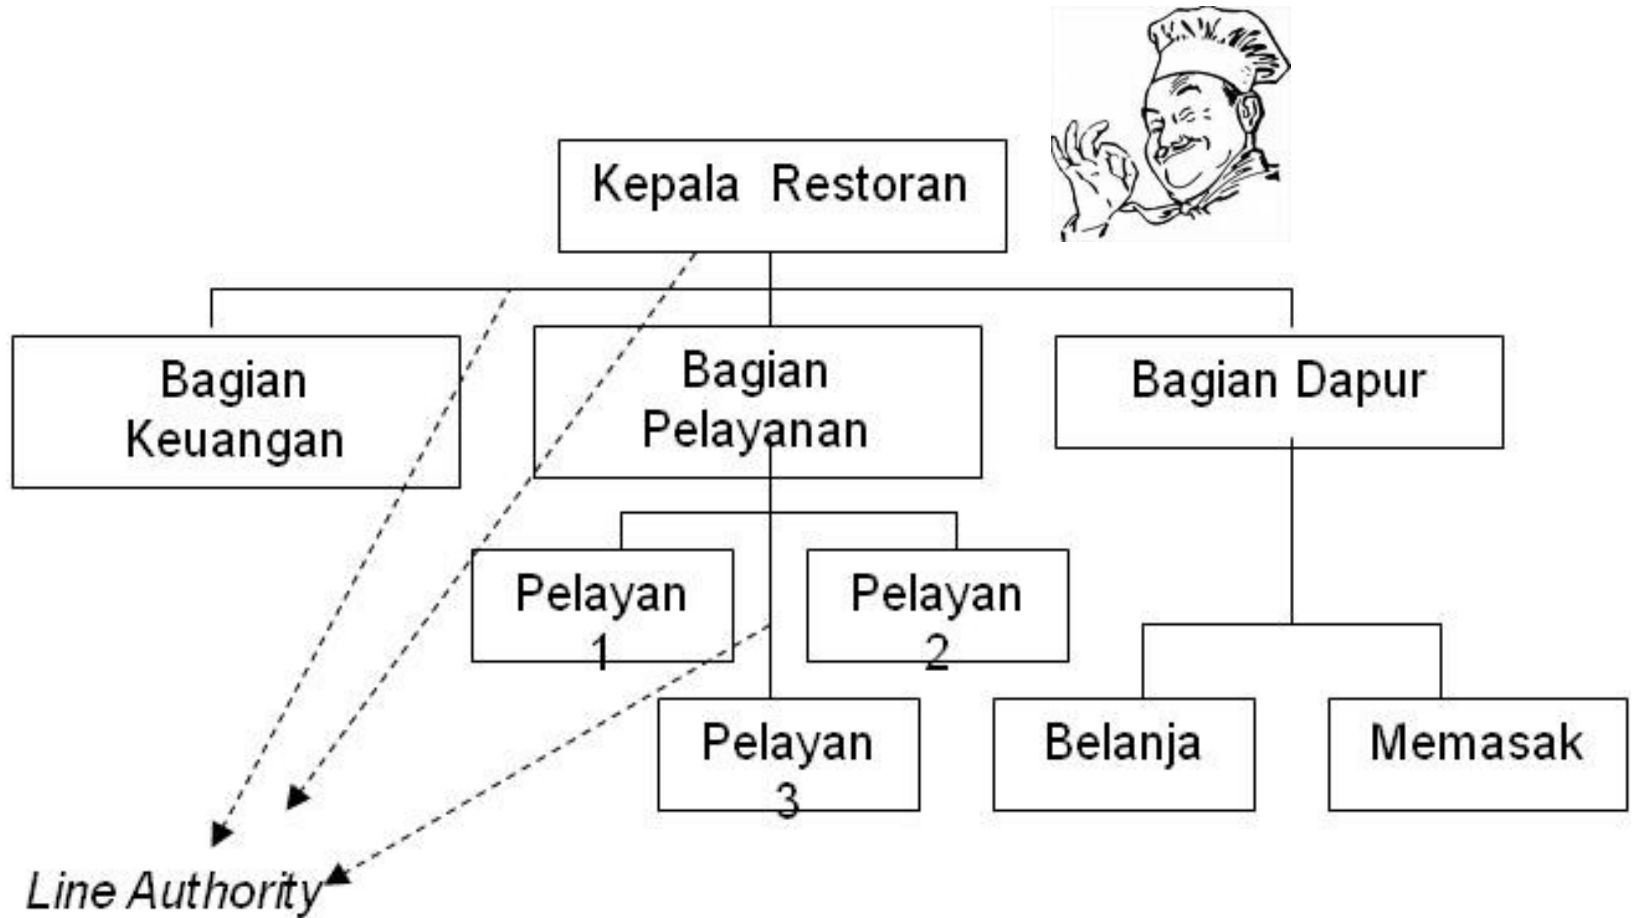 Kepala Restoran
Bagian
Keuangan
Bagian
Pelayanan
Bagian Dapur
Pelayan
1
Pelayan
2
Pelayan
3
Belanja
Memasak
Line Authority